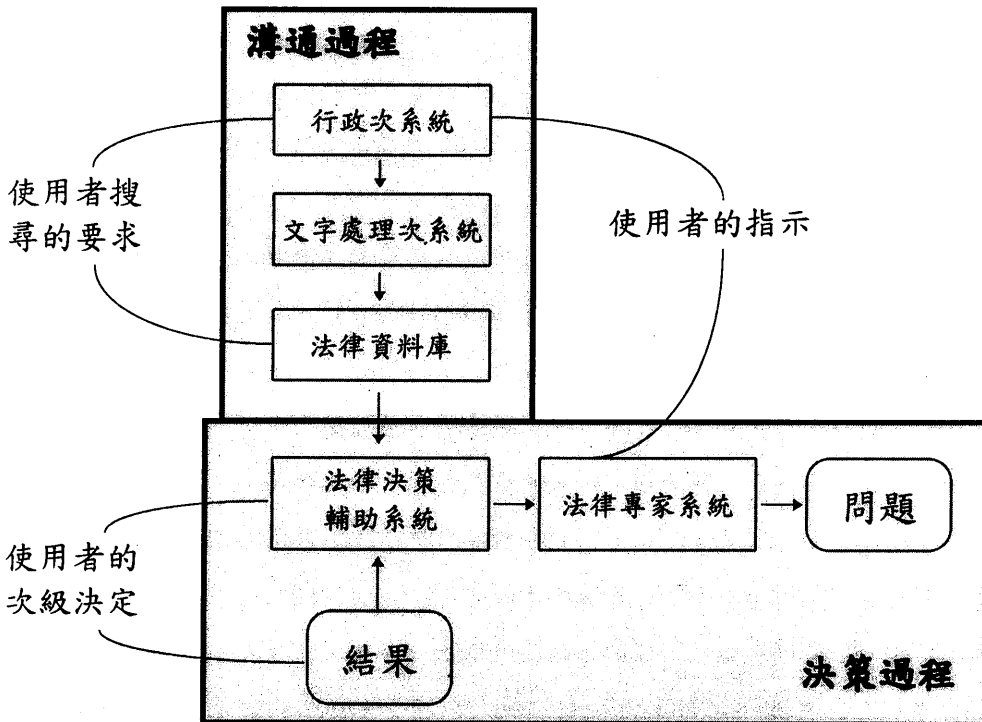 溝通過程
行政次系統
使用者搜
尋的要求
文字處理次系統
使用者的指示
法律資料庫
法律決策
輔助系統
法律專家系統
問題
使用者的
次級決定
結果
決策過程